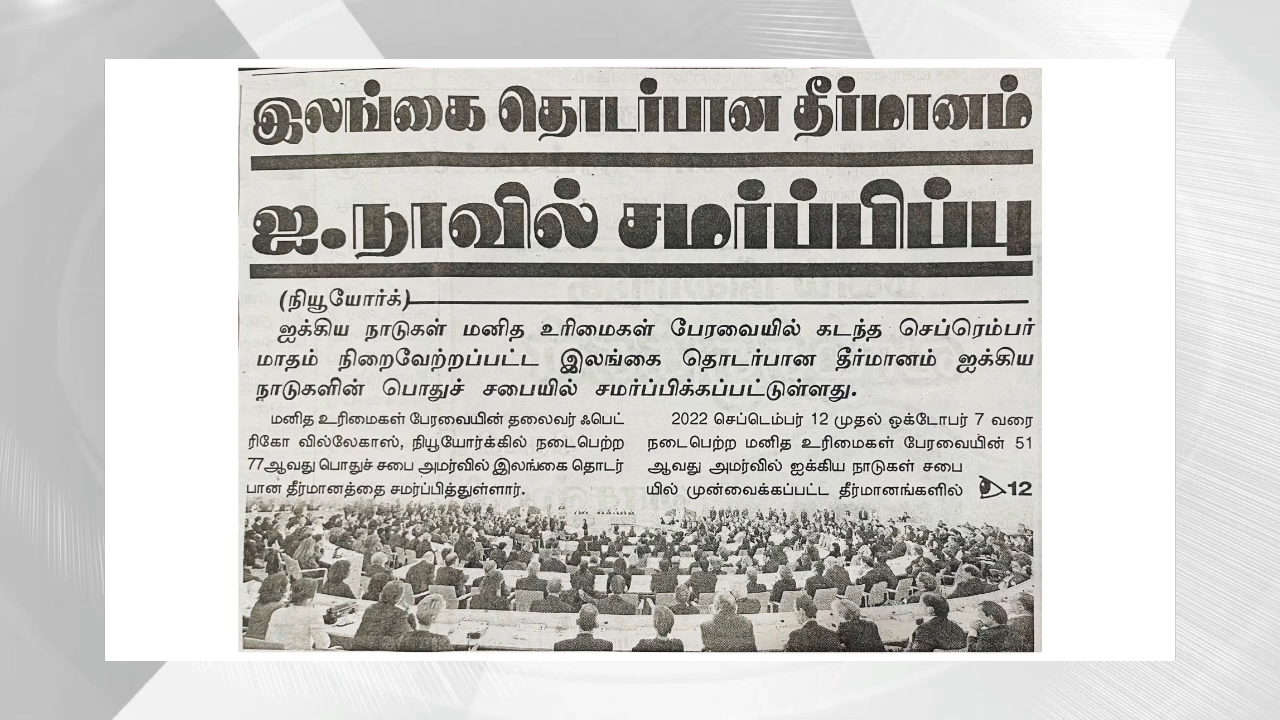 இலங்கை தொடர்பான தீர்மானம்
ஐ.நாவில் சமர்ப்பிப்பு
(நியூயோர்க்)
ஐக்கிய நாடுகள் மனித உரிமைகள் பேரவையில் கடந்த செப்ரெம்பர்
மாதம் நிறைவேற்றப்பட்ட இலங்கை தொடர்பான தீர்மானம் ஐக்கிய
நாடுகளின் பொதுச் சபையில் சமர்ப்பிக்கப்பட்டுள்ளது.
மனித உரிமைகள் பேரவையின் தலைவர் ஃபெட்
ரிகோ வில்லேகாஸ், நியூயோர்க்கில் நடைபெற்ற
77ஆவது பொதுச் சபை அமர்வில் இலங்கை தொடர்
பான தீர்மானத்தை சமர்ப்பித்துள்ளார்.
2022 செப்டெம்பர் 12 முதல் ஒக்டோபர் 7 வரை
நடைபெற்ற மனித உரிமைகள் பேரவையின் 51
ஆவது அமர்வில் ஐக்கிய நாடுகள் சபை
யில் முன்வைக்கப்பட்ட தீர்மானங்களில் 12